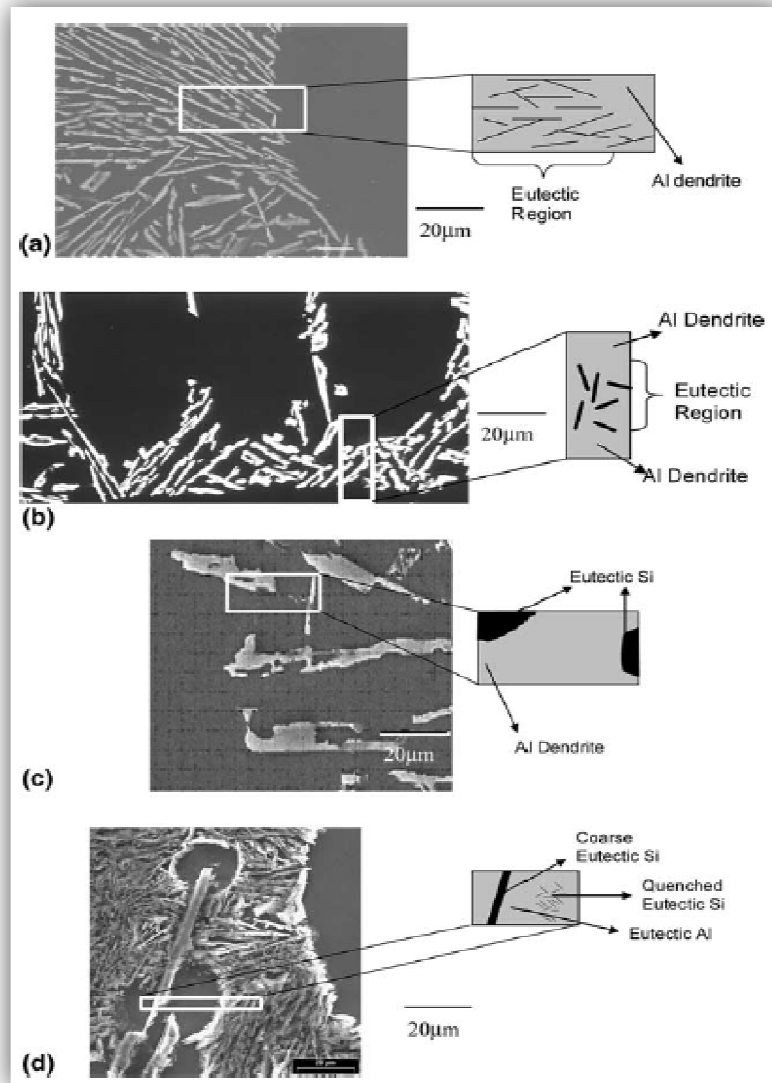 Al dendrite
Eutectic
Region
20µm
(a)
Al Dendrite
Eutectic
Region
20µm
Al Dendrite
(b)
Eutectic Si
20µm
Al Dendrite
(c)
Coarse
Eutectic Si
Quenched
Eutectic Si
Eutectic Al
20µm
(d)